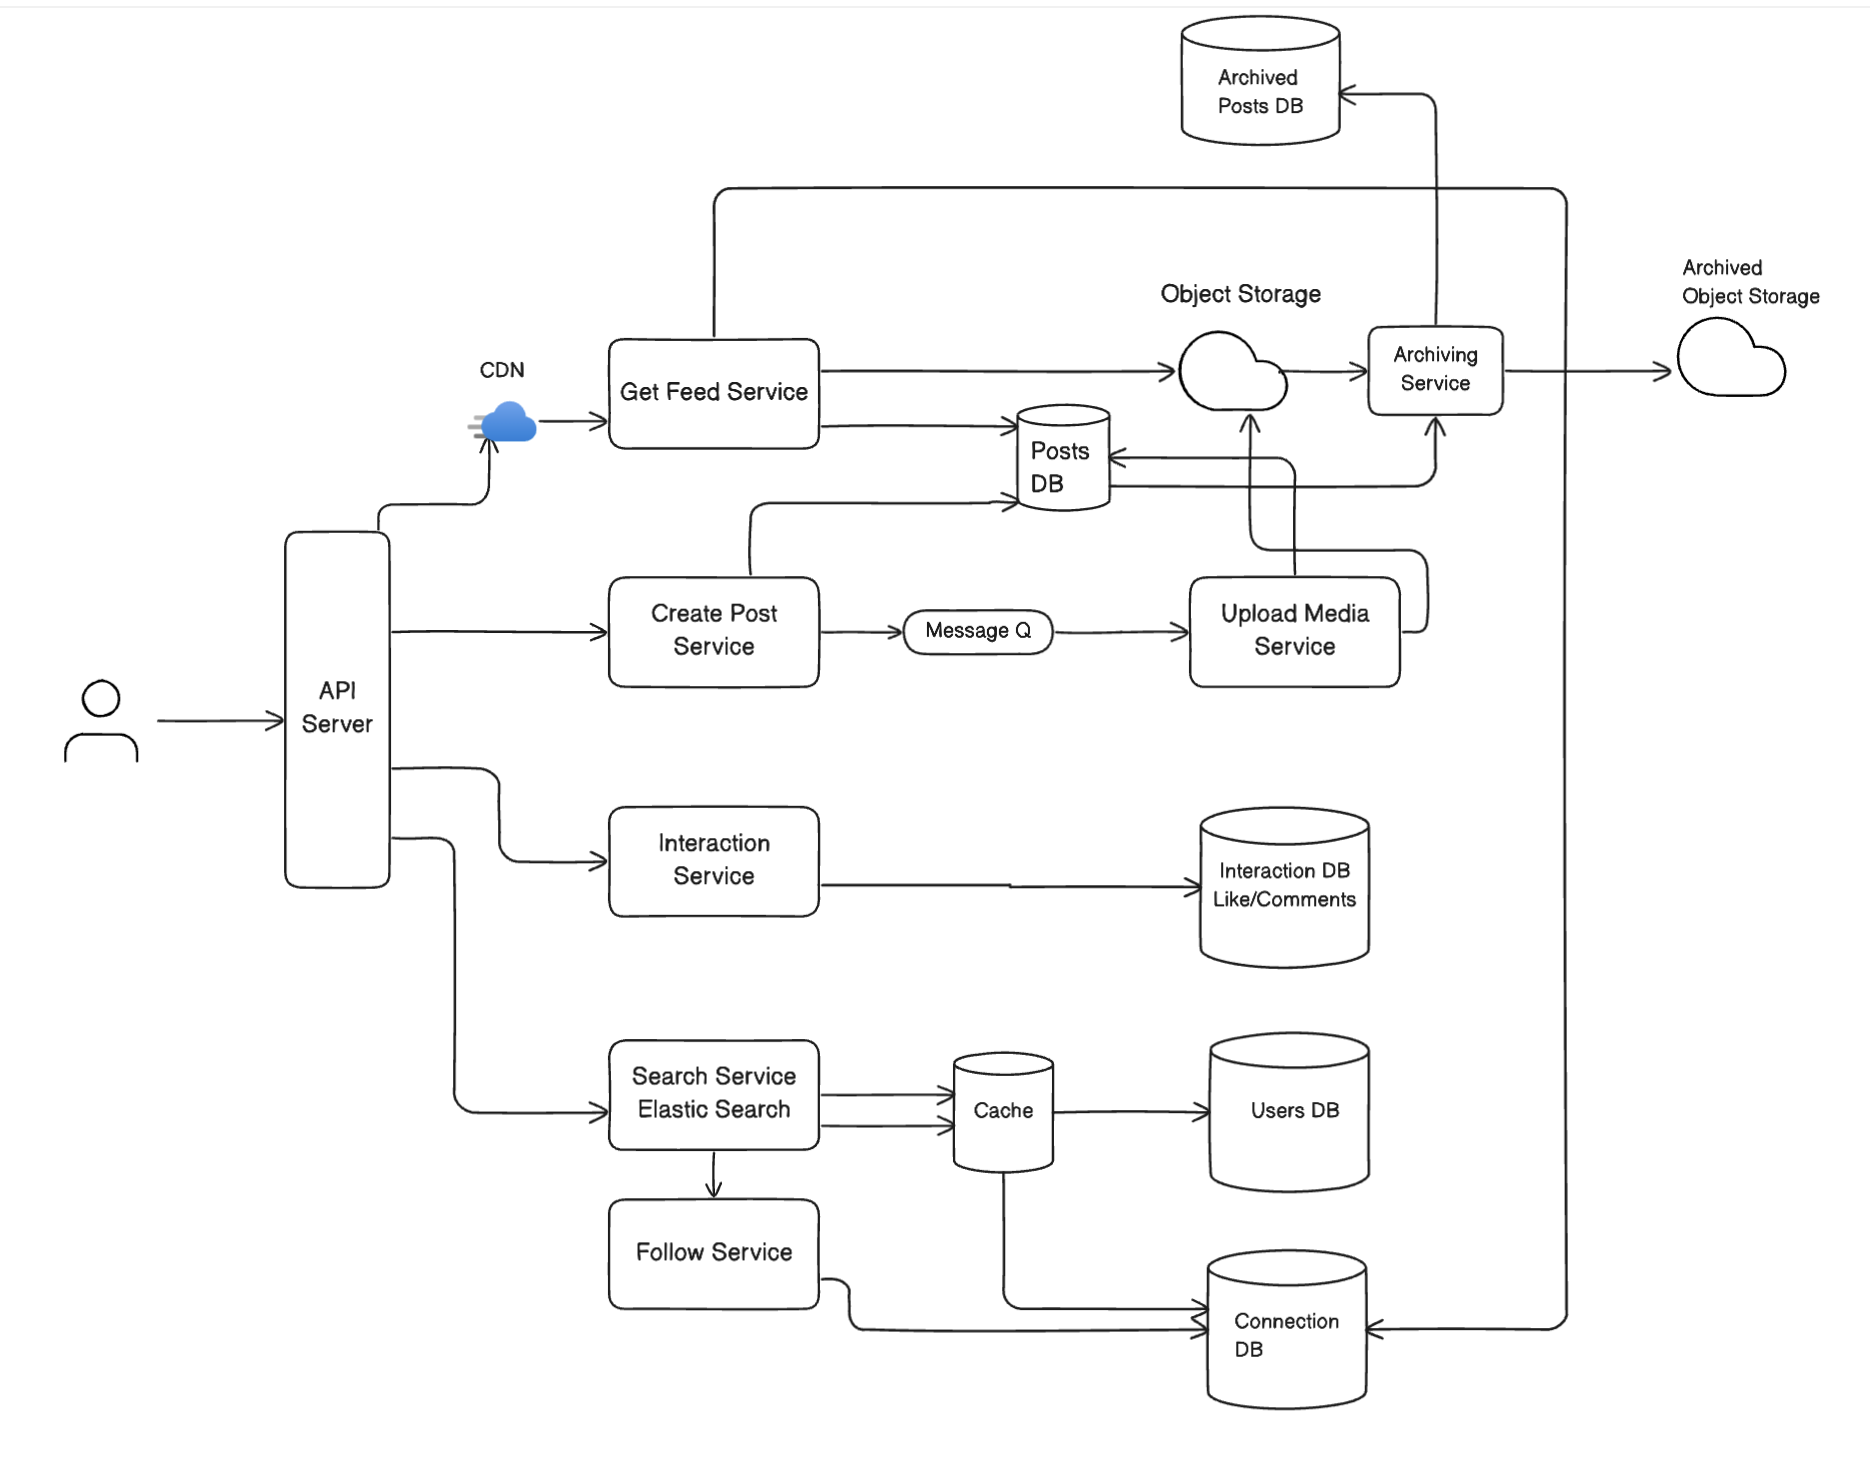 Archived
Posts DB
Archived
Object Storage
Object Storage
CDN
Get Feed Service
Archiving
Service
Posts
DB
Create Post
Service
Message Q
Upload Media
Service
API
Server
Interaction
Service
Interaction DB
Like/Comments
Search Service
Elastic Search
Cache
Users DB
Follow Service
Connection
DB